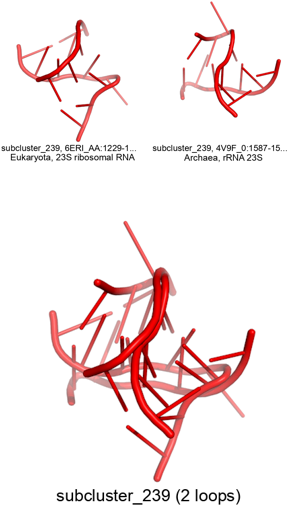 subcluster_239, 6ERI_AA:1229-1...
Eukaryota, 23S ribosomal RNA
subcluster_239, 4V9F_0:1587-15...
Archaea, rRNA 23S
subcluster_239 (2 loops)